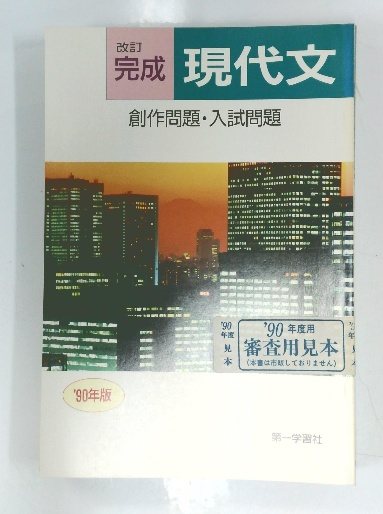 改訂
完成 現代文
創作問題・入試問題
'90
年度
見
本
'90 年度用
審査用見本
(本書は市販しておりません)
'90年版
第一学習社